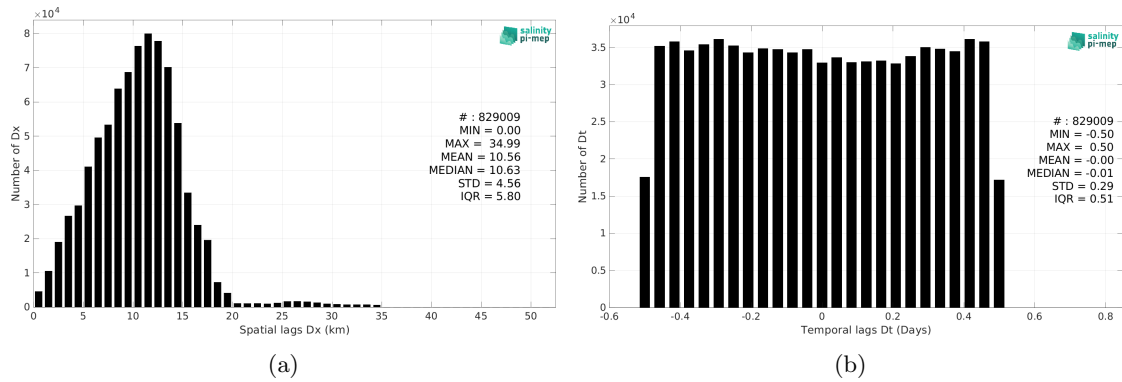 ×10⁴
8
7
6
5
4
3
2
1
0
Number of Dx
0 5 10 15 20 25 30 35 40 45 50
Spatial lags Dx (km)
salinity
pi-mep
# : 829009
MIN = 0.00
MAX = 34.99
MEAN = 10.56
MEDIAN = 10.63
STD = 4.56
IQR = 5.80
(a)
×10⁴
3.5
3
2.5
2
1.5
1
0.5
0
Number of Dt
-0.6 -0.4 -0.2 0 0.2 0.4 0.6 0.8
Temporal lags Dt (Days)
salinity
pi-mep
# : 829009
MIN = -0.50
MAX = 0.50
MEAN = -0.00
MEDIAN = -0.01
STD = 0.29
IQR = 0.51
(b)